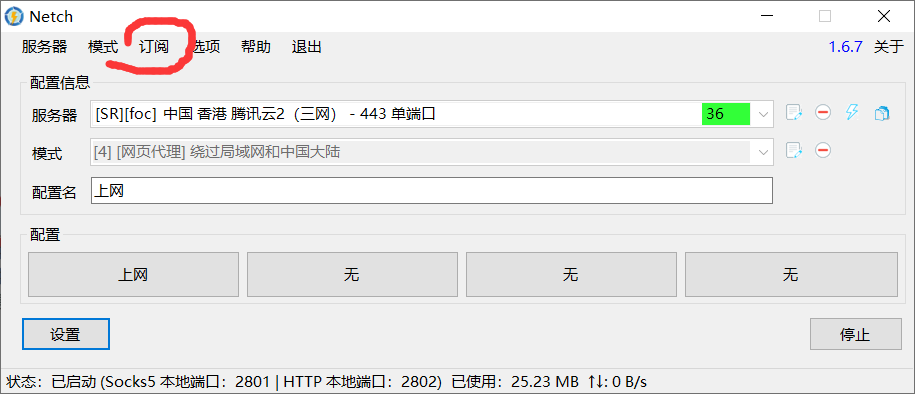 Netch
服务器 模式 订阅 选项 帮助 退出 1.6.7 关于
配置信息
服务器 [SR][foc] 中国 香港 腾讯云2（三网） - 443 单端口 36
模式 [4] [网页代理] 绕过局域网和中国大陆
配置名 上网
配置
上网 无 无 无
设置 停止
状态：已启动 (Socks5 本地端口：2801 | HTTP 本地端口：2802) 已使用：25.23 MB ↑↓: 0 B/s